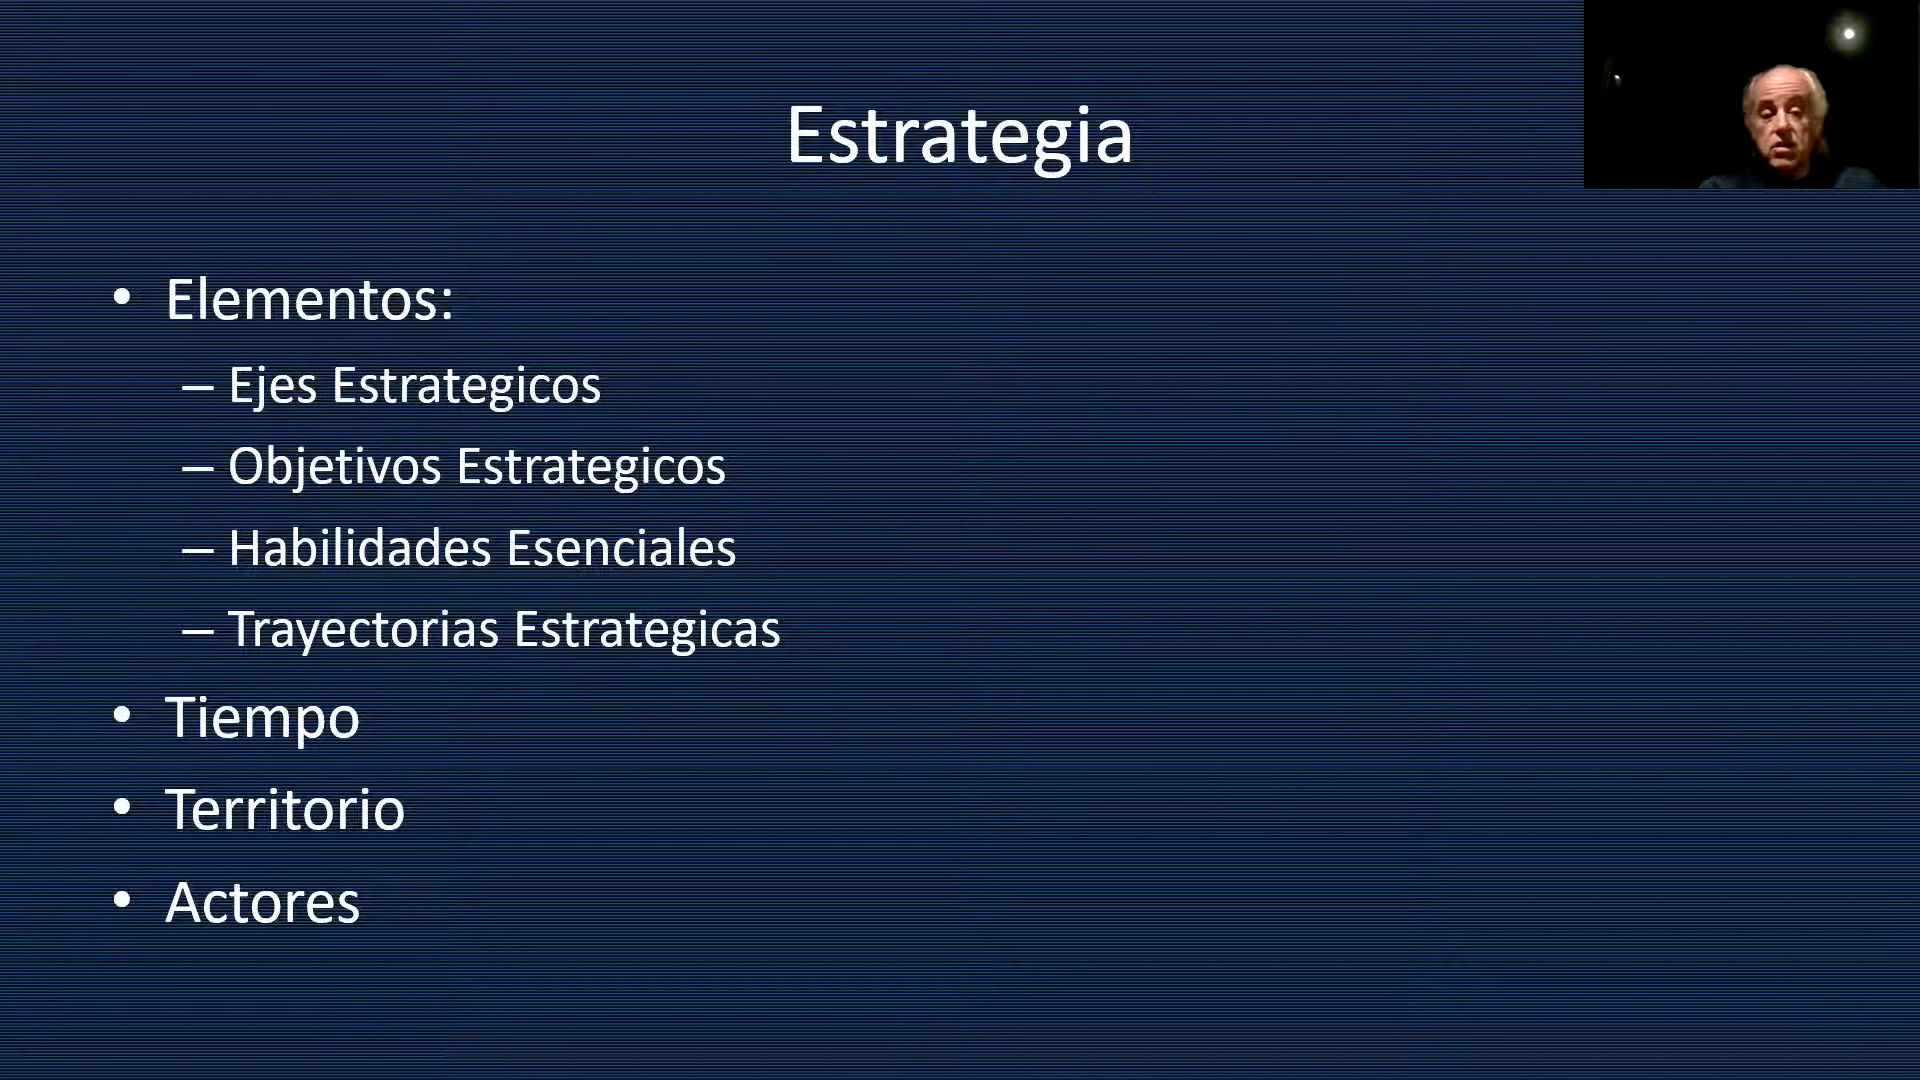 Estrategia
• Elementos:
– Ejes Estrategicos
– Objetivos Estrategicos
– Habilidades Esenciales
– Trayectorias Estrategicas
• Tiempo
• Territorio
• Actores